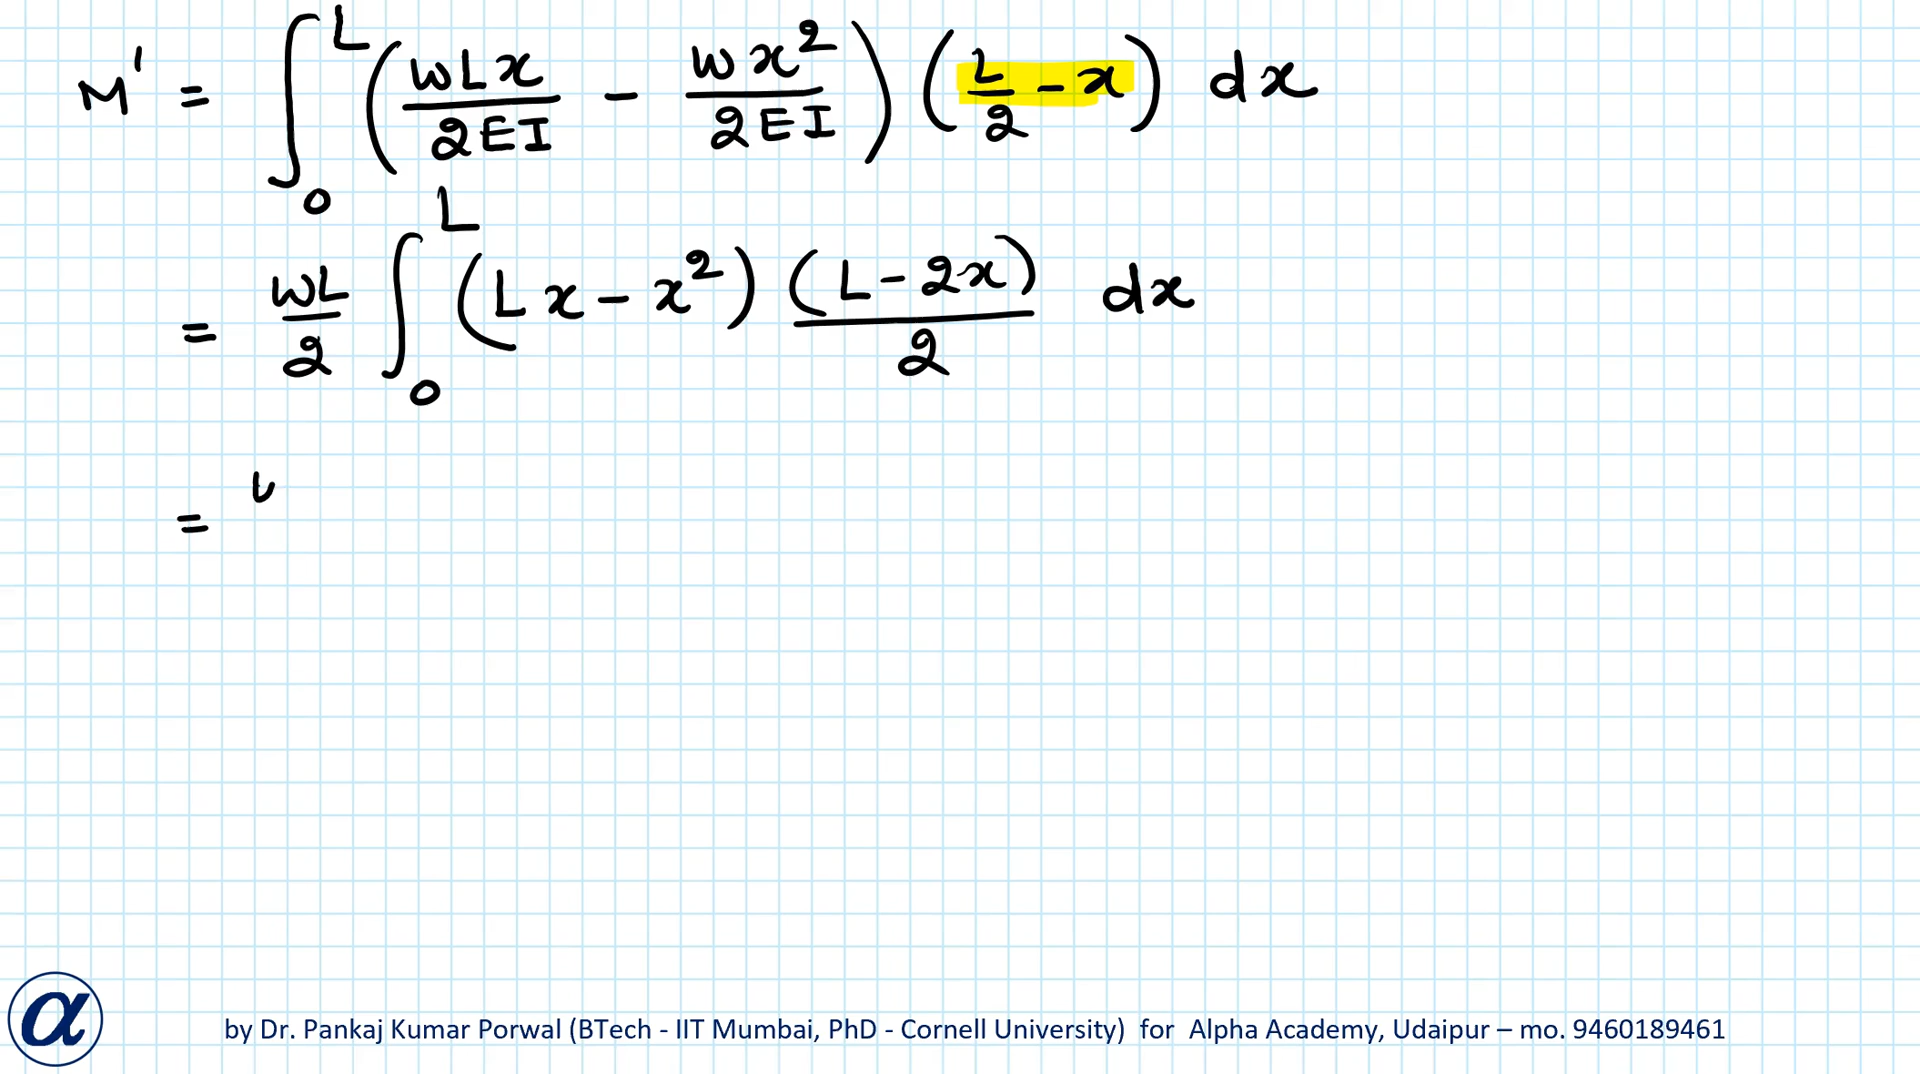 M' = ∫₀ᴸ (wLx/2EI − wx²/2EI) (L/2 − x) dx
= wL/2 ∫₀ᴸ (Lx − x²) (L − 2x)/2 dx
=
α by Dr. Pankaj Kumar Porwal (BTech - IIT Mumbai, PhD - Cornell University) for Alpha Academy, Udaipur – mo. 9460189461